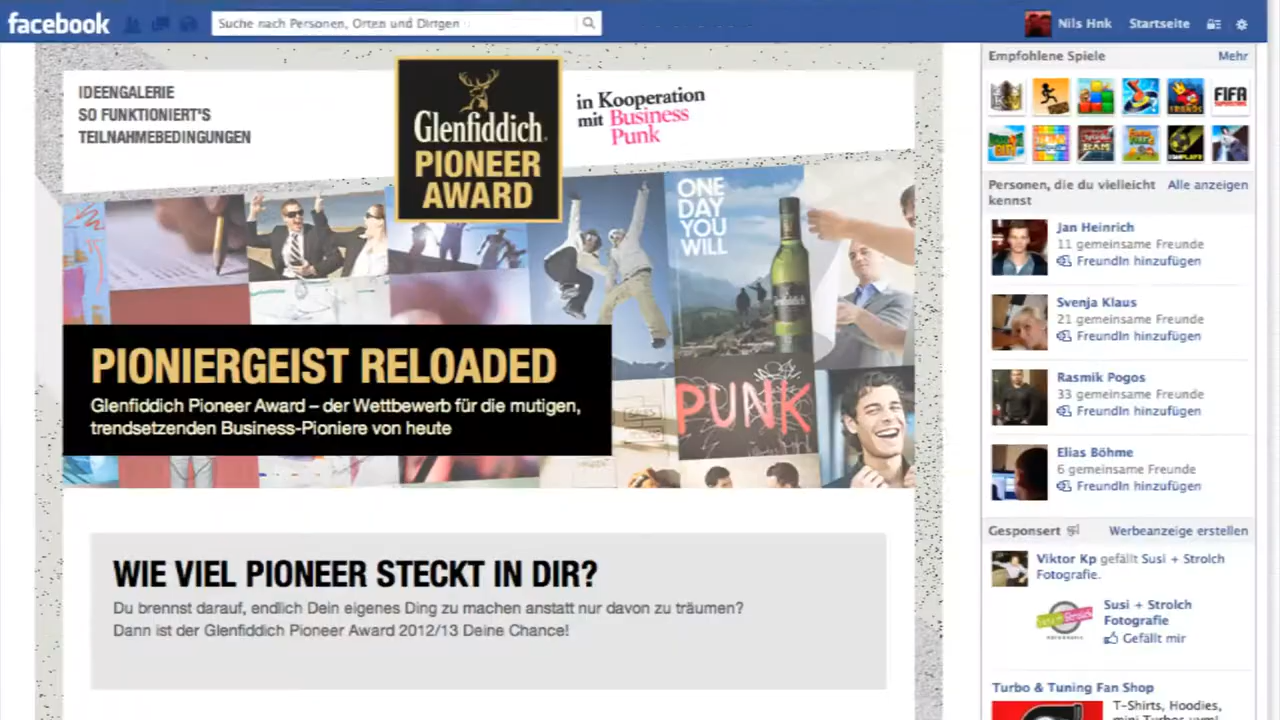 facebook
Suche nach Personen, Orten und Dingen
Nils Hnk
Startseite
IDEENGALERIE
SO FUNKTIONIERT'S
TEILNAHMEBEDINGUNGEN
Glenfiddich
PIONEER
AWARD
in Kooperation
mit Business
Punk
ONE
DAY
YOU
WILL
Glenfiddich
PUNK
PIONIERGEIST RELOADED
Glenfiddich Pioneer Award – der Wettbewerb für die mutigen,
trendsetzenden Business-Pioniere von heute
WIE VIEL PIONEER STECKT IN DIR?
Du brennst darauf, endlich Dein eigenes Ding zu machen anstatt nur davon zu träumen?
Dann ist der Glenfiddich Pioneer Award 2012/13 Deine Chance!
Empfohlene Spiele
Mehr
FRIENDS
FIFA
Personen, die du vielleicht
kennst
Alle anzeigen
Jan Heinrich
11 gemeinsame Freunde
FreundIn hinzufügen
Svenja Klaus
21 gemeinsame Freunde
FreundIn hinzufügen
Rasmik Pogos
33 gemeinsame Freunde
FreundIn hinzufügen
Elias Böhme
6 gemeinsame Freunde
FreundIn hinzufügen
Gesponsert
Werbeanzeige erstellen
Viktor Kp gefällt Susi + Strolch
Fotografie.
Susi + Strolch
Fotografie
Gefällt mir
Turbo & Tuning Fan Shop
T-Shirts, Hoodies,